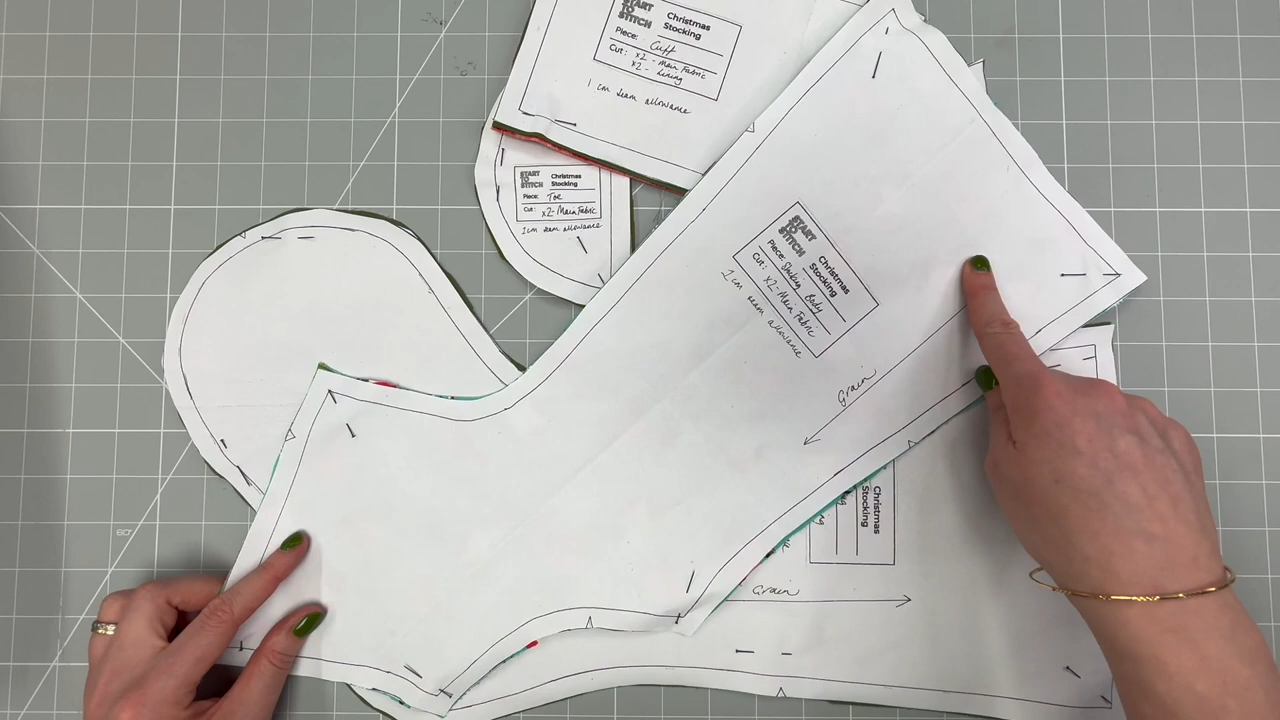 START
TO
STITCH
Christmas
Stocking
Piece: Cuff
Cut: x2 - Main Fabric
x2 - Lining
1 cm seam allowance
START
TO
STITCH
Christmas
Stocking
Piece: Toe
Cut: x2 - Main Fabric
1cm seam allowance
START
TO
STITCH
Christmas
Stocking
Piece: Stocking Body
Cut: x2 - Main Fabric
1 cm seam allowance
Grain
Christmas
Stocking
Grain
60°